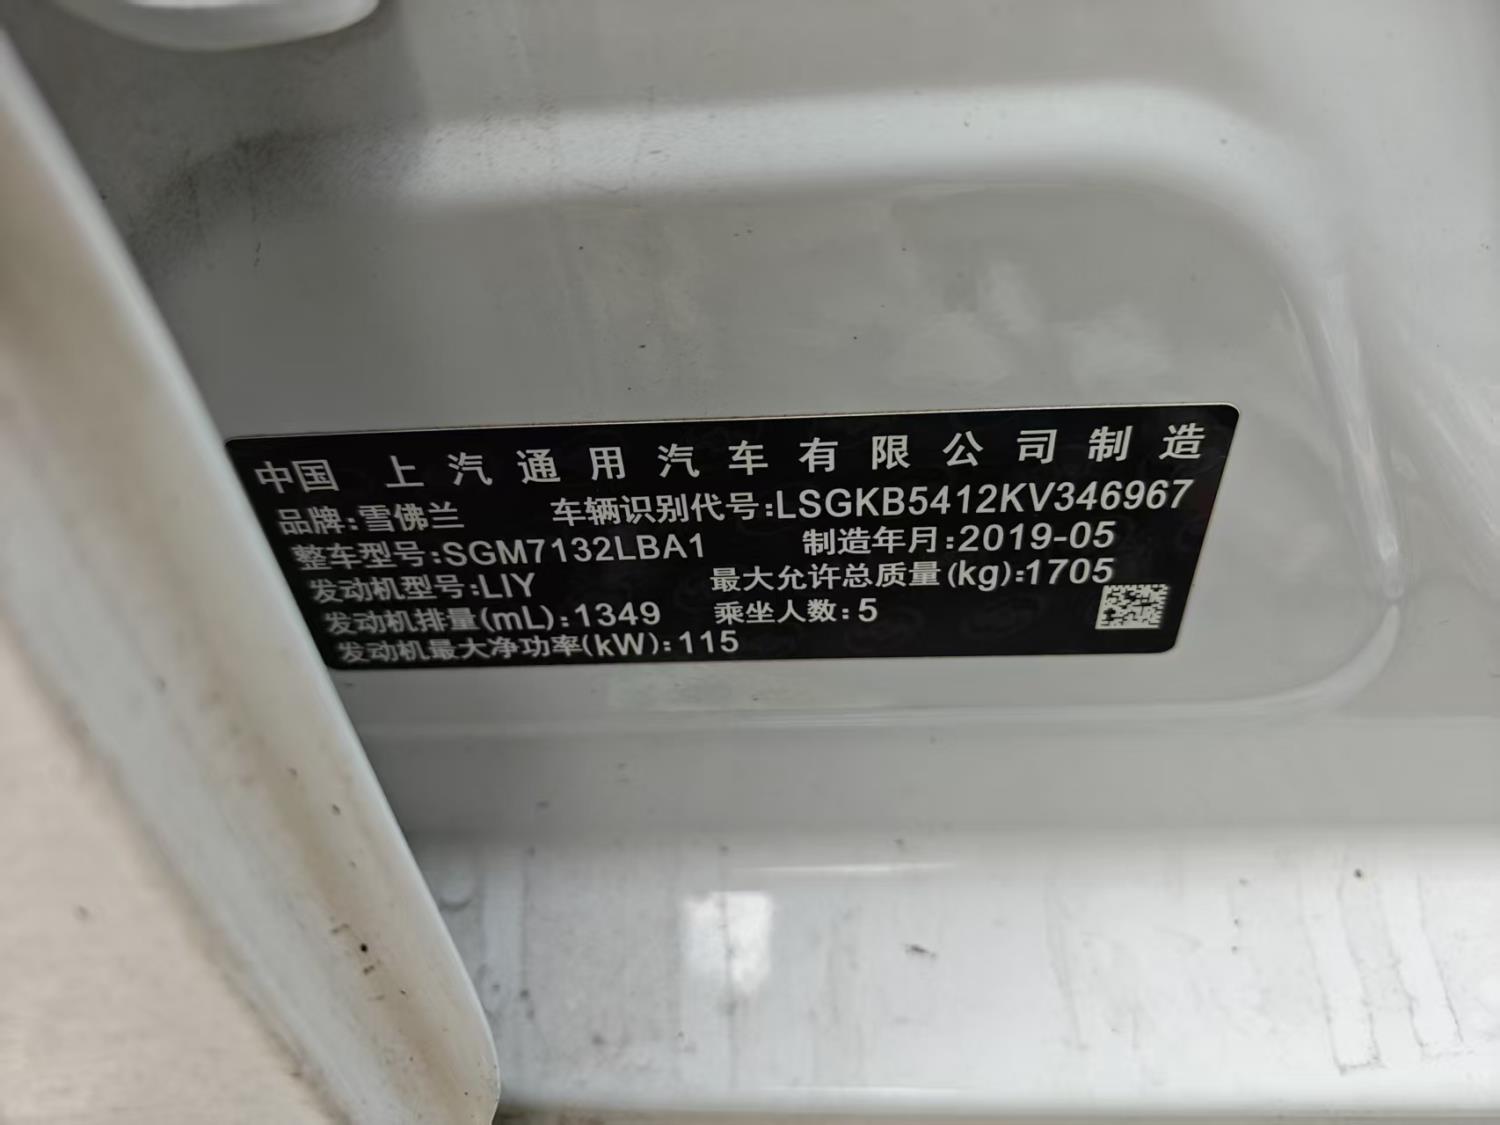 中国 上汽通用汽车有限公司制造
品牌:雪佛兰 车辆识别代号:LSGKB5412KV346967
整车型号:SGM7132LBA1 制造年月:2019-05
发动机型号:LIY 最大允许总质量(kg):1705
发动机排量(mL):1349 乘坐人数:5
发动机最大净功率(kW):115